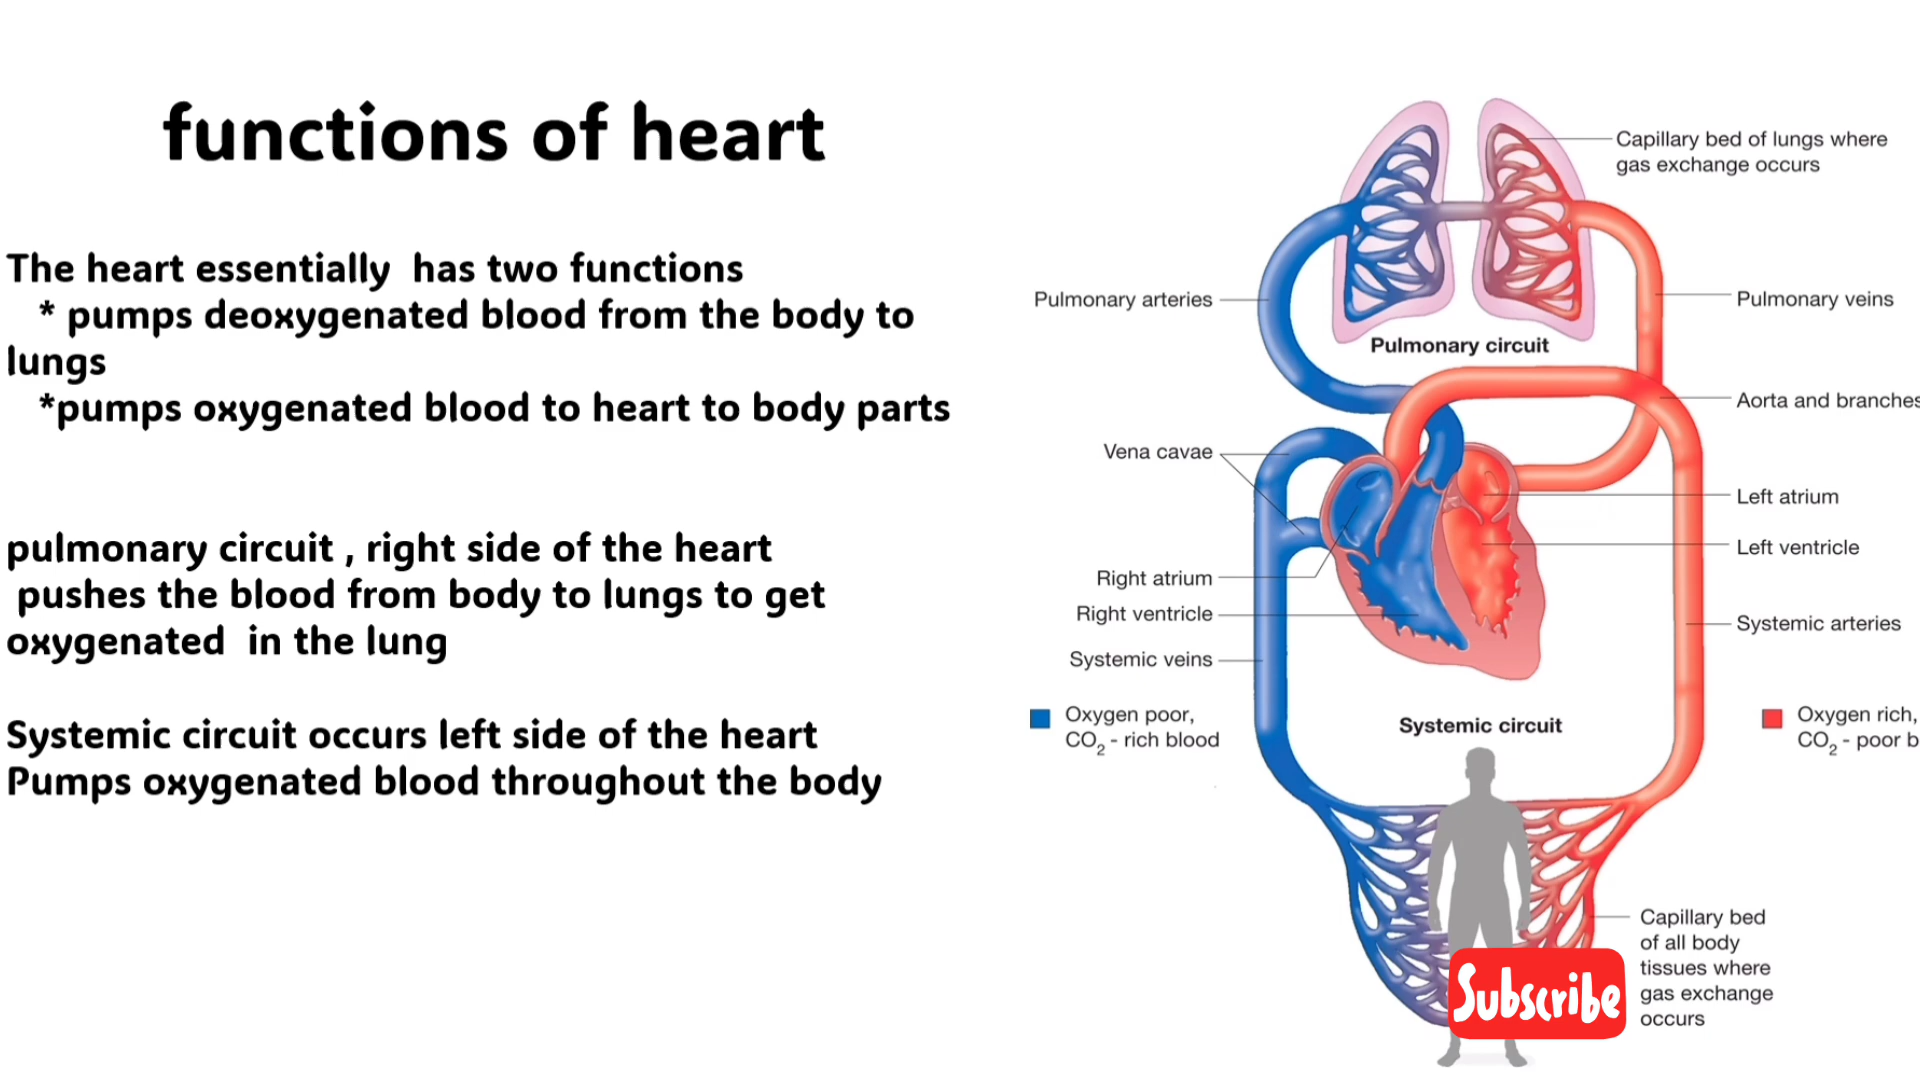 functions of heart
The heart essentially has two functions
* pumps deoxygenated blood from the body to
lungs
*pumps oxygenated blood to heart to body parts
pulmonary circuit , right side of the heart
pushes the blood from body to lungs to get
oxygenated in the lung
Systemic circuit occurs left side of the heart
Pumps oxygenated blood throughout the body
Capillary bed of lungs where
gas exchange occurs
Pulmonary arteries
Pulmonary veins
Pulmonary circuit
Aorta and branches
Vena cavae
Left atrium
Left ventricle
Right atrium
Right ventricle
Systemic arteries
Systemic veins
Oxygen poor,
CO2 - rich blood
Systemic circuit
Oxygen rich,
CO2 - poor b
Capillary bed
of all body
tissues where
gas exchange
occurs
Subscribe